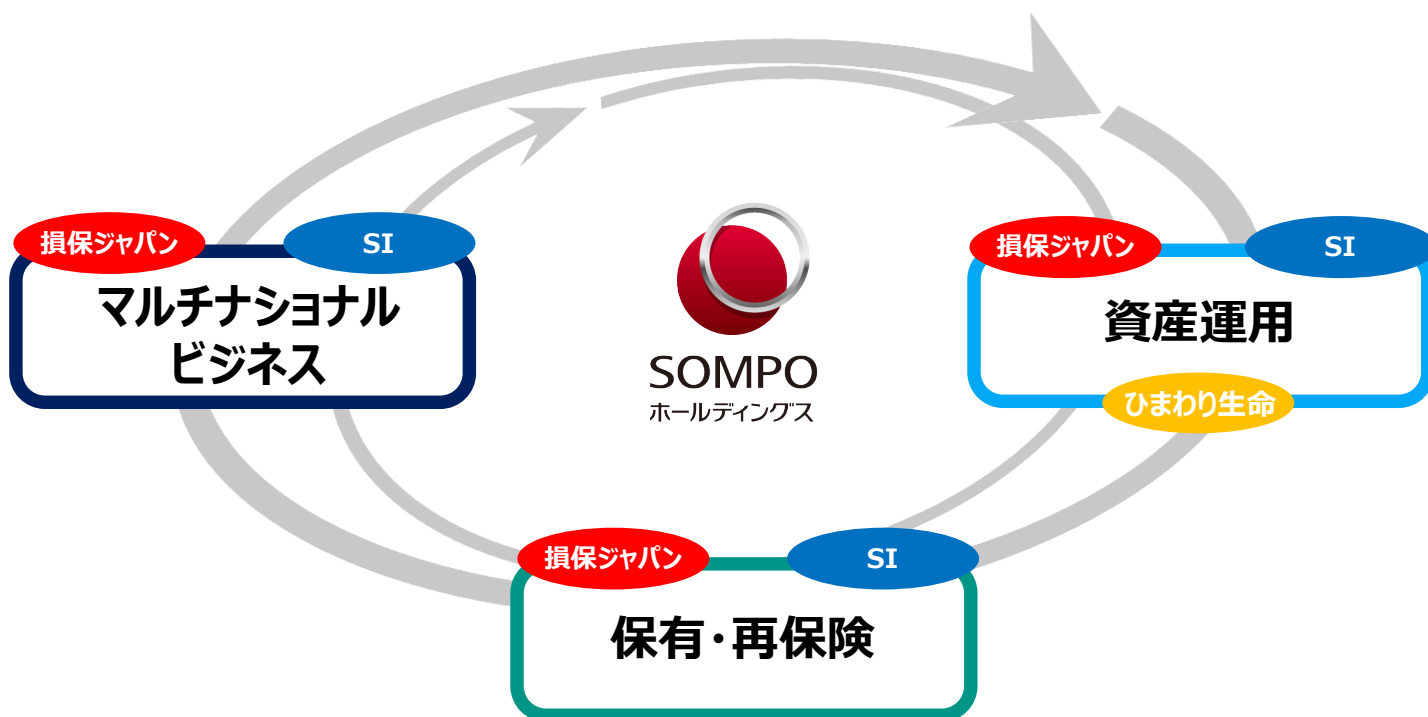 損保ジャパン
SI
マルチナショナル
ビジネス
SOMPO
ホールディングス
損保ジャパン
SI
資産運用
ひまわり生命
損保ジャパン
SI
保有・再保険